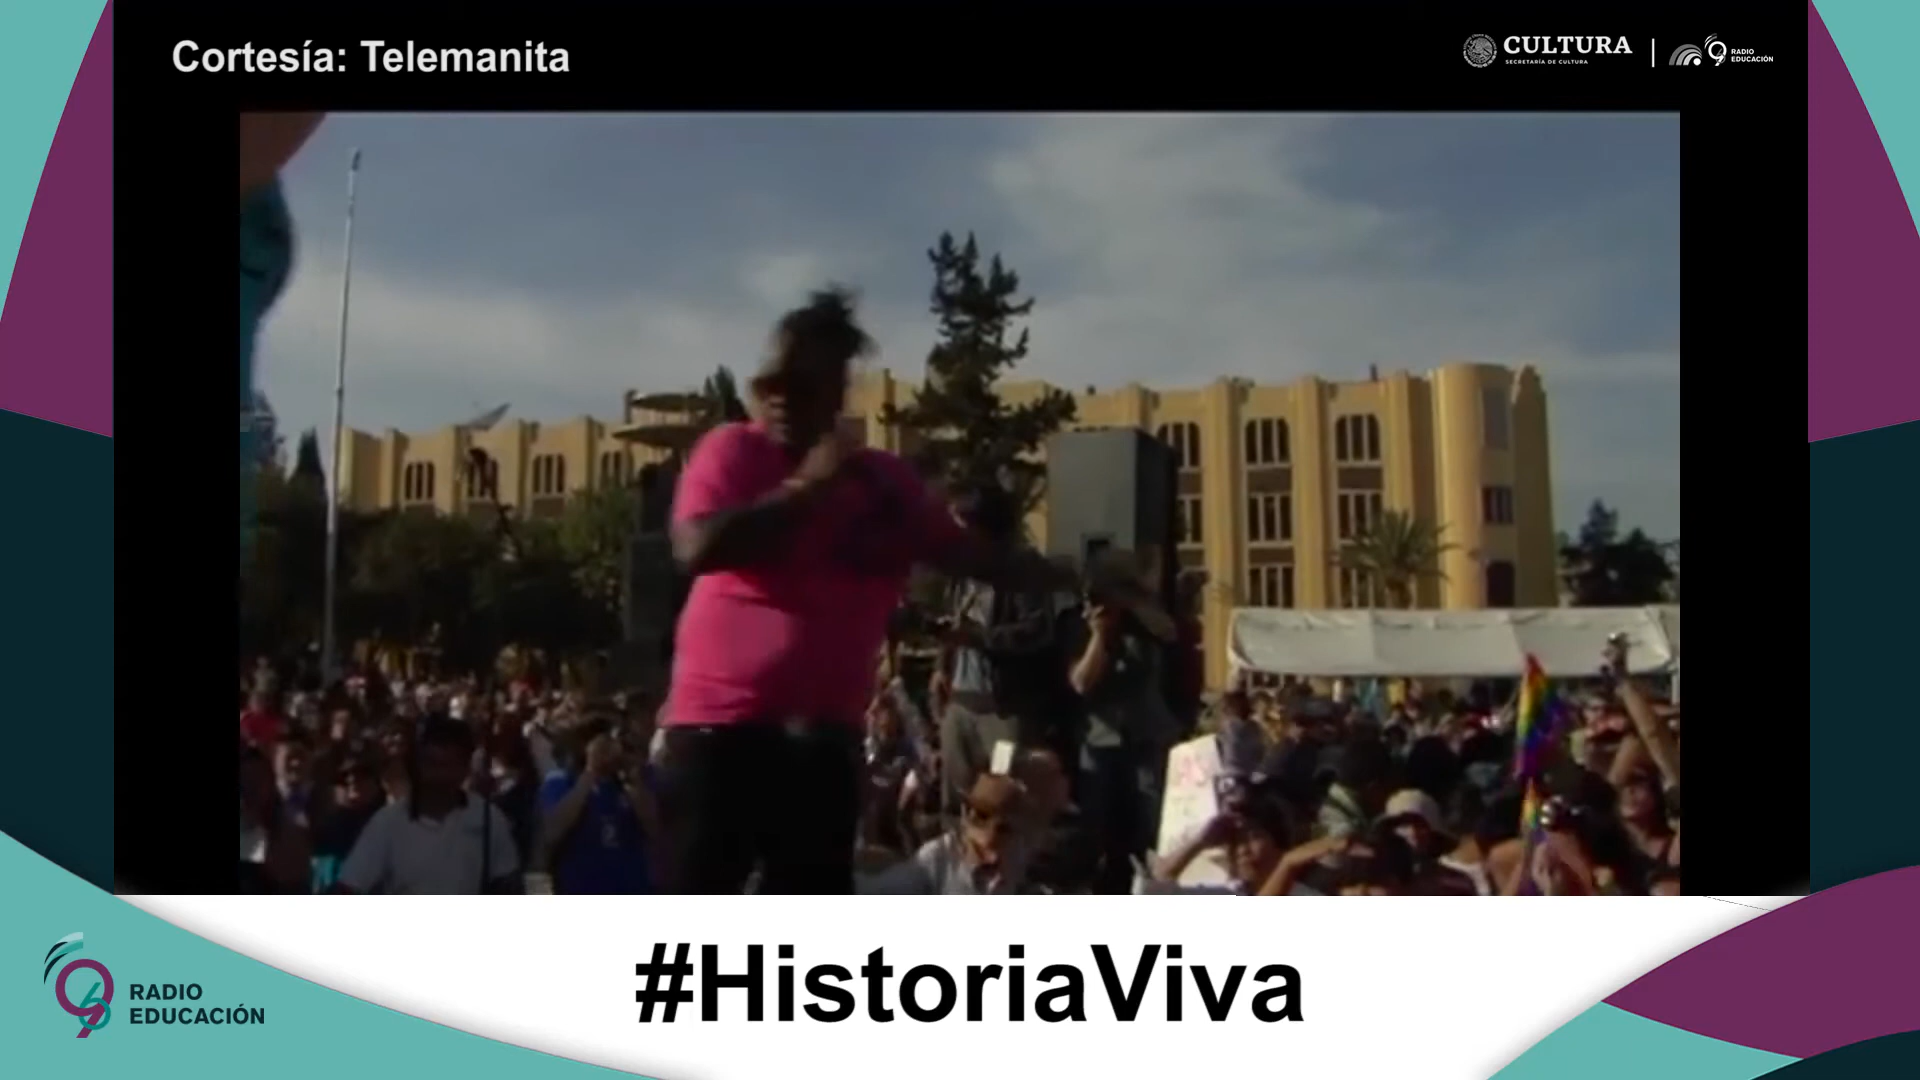 Cortesía: Telemanita
CULTURA
SECRETARÍA DE CULTURA
RADIO
EDUCACIÓN
#HistoriaViva
RADIO
EDUCACIÓN